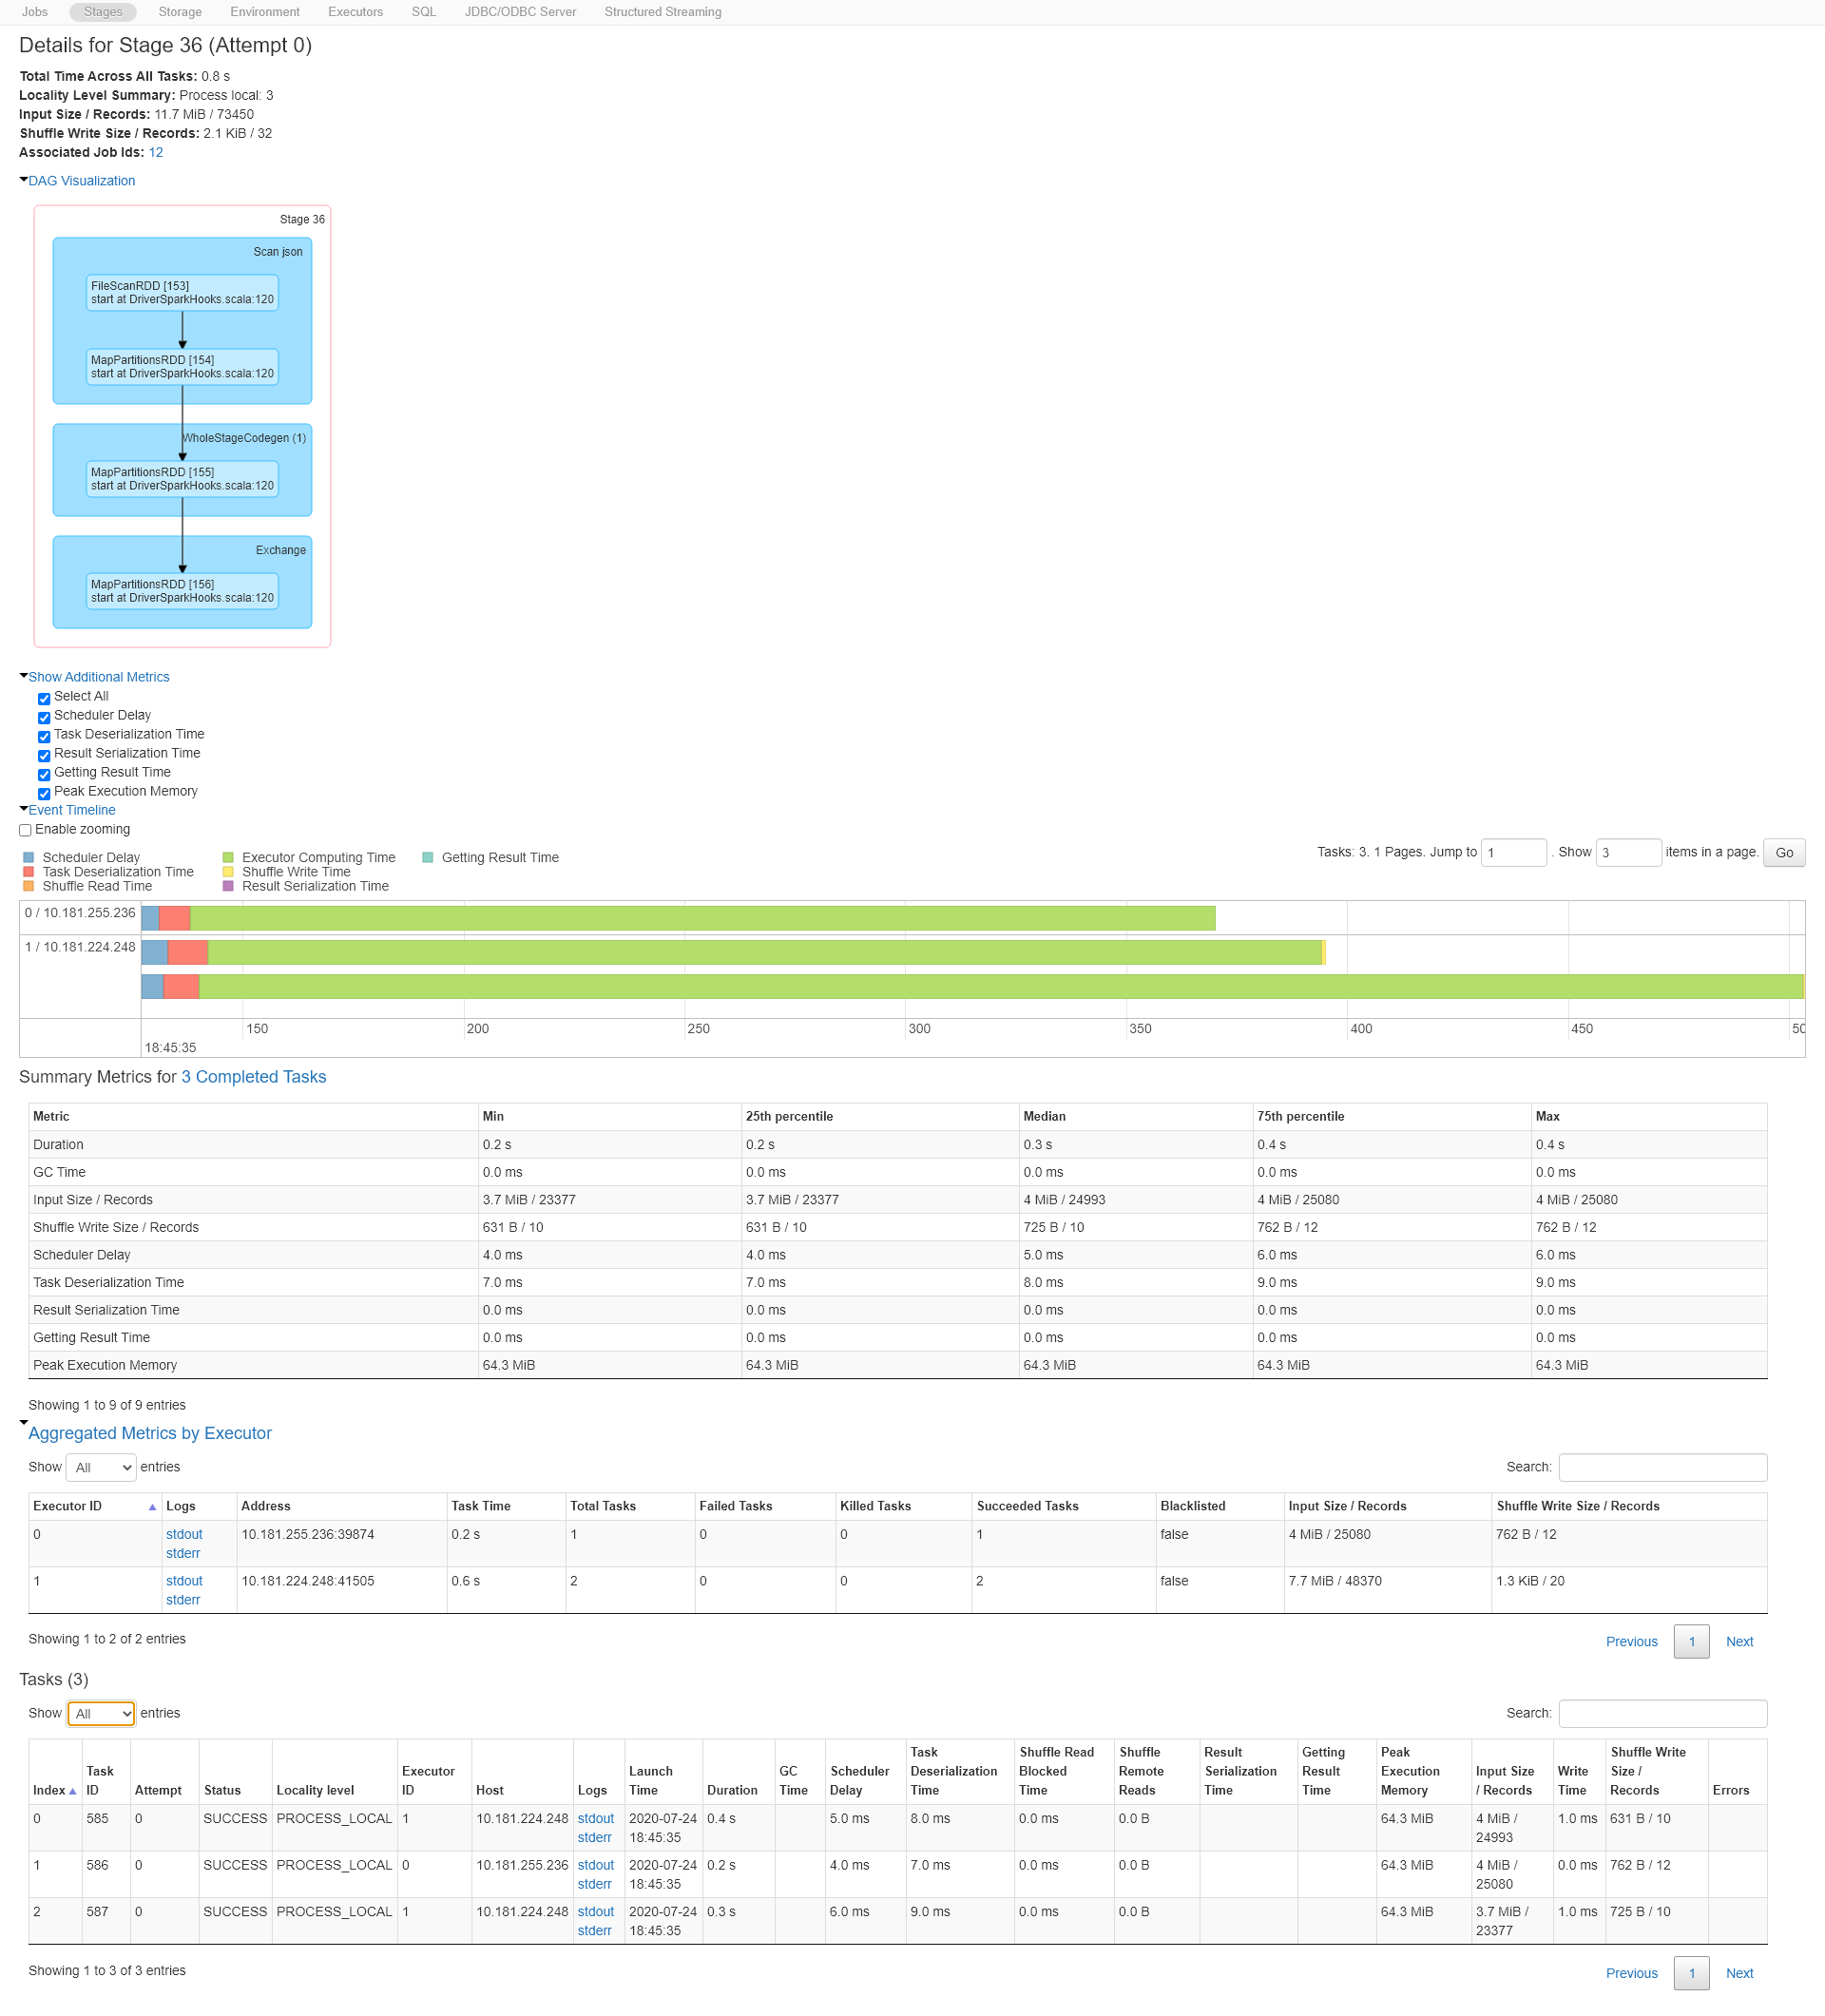 Jobs Stages Storage Environment Executors SQL JDBC/ODBC Server Structured Streaming
Details for Stage 36 (Attempt 0)
Total Time Across All Tasks: 0.8 s
Locality Level Summary: Process local: 3
Input Size / Records: 11.7 MiB / 73450
Shuffle Write Size / Records: 2.1 KiB / 32
Associated Job Ids: 12
DAG Visualization
Stage 36
Scan json
FileScanRDD [153]
start at DriverSparkHooks.scala:120
MapPartitionsRDD [154]
start at DriverSparkHooks.scala:120
WholeStageCodegen (1)
MapPartitionsRDD [155]
start at DriverSparkHooks.scala:120
Exchange
MapPartitionsRDD [156]
start at DriverSparkHooks.scala:120
Show Additional Metrics
Select All
Scheduler Delay
Task Deserialization Time
Result Serialization Time
Getting Result Time
Peak Execution Memory
Event Timeline
Enable zooming
Scheduler Delay Executor Computing Time Getting Result Time
Task Deserialization Time Shuffle Write Time
Shuffle Read Time Result Serialization Time
Tasks: 3. 1 Pages. Jump to 1 . Show 3 items in a page. Go
0 / 10.181.255.236
1 / 10.181.224.248
150 200 250 300 350 400 450 50
18:45:35
Summary Metrics for 3 Completed Tasks
Metric Min 25th percentile Median 75th percentile Max
Duration 0.2 s 0.2 s 0.3 s 0.4 s 0.4 s
GC Time 0.0 ms 0.0 ms 0.0 ms 0.0 ms 0.0 ms
Input Size / Records 3.7 MiB / 23377 3.7 MiB / 23377 4 MiB / 24993 4 MiB / 25080 4 MiB / 25080
Shuffle Write Size / Records 631 B / 10 631 B / 10 725 B / 10 762 B / 12 762 B / 12
Scheduler Delay 4.0 ms 4.0 ms 5.0 ms 6.0 ms 6.0 ms
Task Deserialization Time 7.0 ms 7.0 ms 8.0 ms 9.0 ms 9.0 ms
Result Serialization Time 0.0 ms 0.0 ms 0.0 ms 0.0 ms 0.0 ms
Getting Result Time 0.0 ms 0.0 ms 0.0 ms 0.0 ms 0.0 ms
Peak Execution Memory 64.3 MiB 64.3 MiB 64.3 MiB 64.3 MiB 64.3 MiB
Showing 1 to 9 of 9 entries
Aggregated Metrics by Executor
Show All entries Search:
Executor ID Logs Address Task Time Total Tasks Failed Tasks Killed Tasks Succeeded Tasks Blacklisted Input Size / Records Shuffle Write Size / Records
0 stdout 10.181.255.236:39874 0.2 s 1 0 0 1 false 4 MiB / 25080 762 B / 12
stderr
1 stdout 10.181.224.248:41505 0.6 s 2 0 0 2 false 7.7 MiB / 48370 1.3 KiB / 20
stderr
Showing 1 to 2 of 2 entries
Previous 1 Next
Tasks (3)
Show All entries Search:
Task Shuffle Read Shuffle Result Getting Peak Shuffle Write
Task Executor Launch GC Scheduler Deserialization Blocked Remote Serialization Result Execution Input Size Write Size /
Index ID Attempt Status Locality level ID Host Logs Time Duration Time Delay Time Time Reads Time Time Memory / Records Time Records Errors
0 585 0 SUCCESS PROCESS_LOCAL 1 10.181.224.248 stdout 2020-07-24 0.4 s 5.0 ms 8.0 ms 0.0 ms 0.0 B 64.3 MiB 4 MiB / 1.0 ms 631 B / 10
stderr 18:45:35 24993
1 586 0 SUCCESS PROCESS_LOCAL 0 10.181.255.236 stdout 2020-07-24 0.2 s 4.0 ms 7.0 ms 0.0 ms 0.0 B 64.3 MiB 4 MiB / 0.0 ms 762 B / 12
stderr 18:45:35 25080
2 587 0 SUCCESS PROCESS_LOCAL 1 10.181.224.248 stdout 2020-07-24 0.3 s 6.0 ms 9.0 ms 0.0 ms 0.0 B 64.3 MiB 3.7 MiB / 1.0 ms 725 B / 10
stderr 18:45:35 23377
Showing 1 to 3 of 3 entries
Previous 1 Next